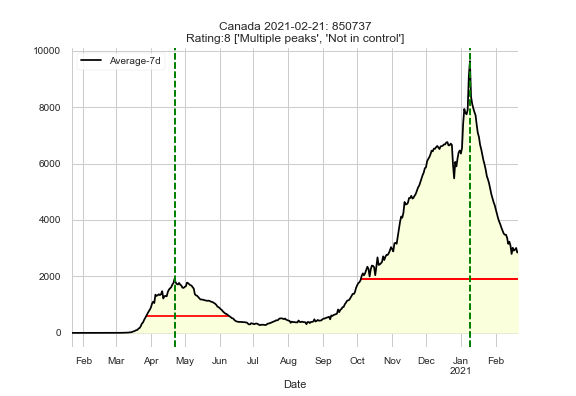 Canada 2021-02-21: 850737
Rating:8 ['Multiple peaks', 'Not in control']
Average-7d
10000
8000
6000
4000
2000
0
Feb Mar Apr May Jun Jul Aug Sep Oct Nov Dec Jan Feb
2021
Date